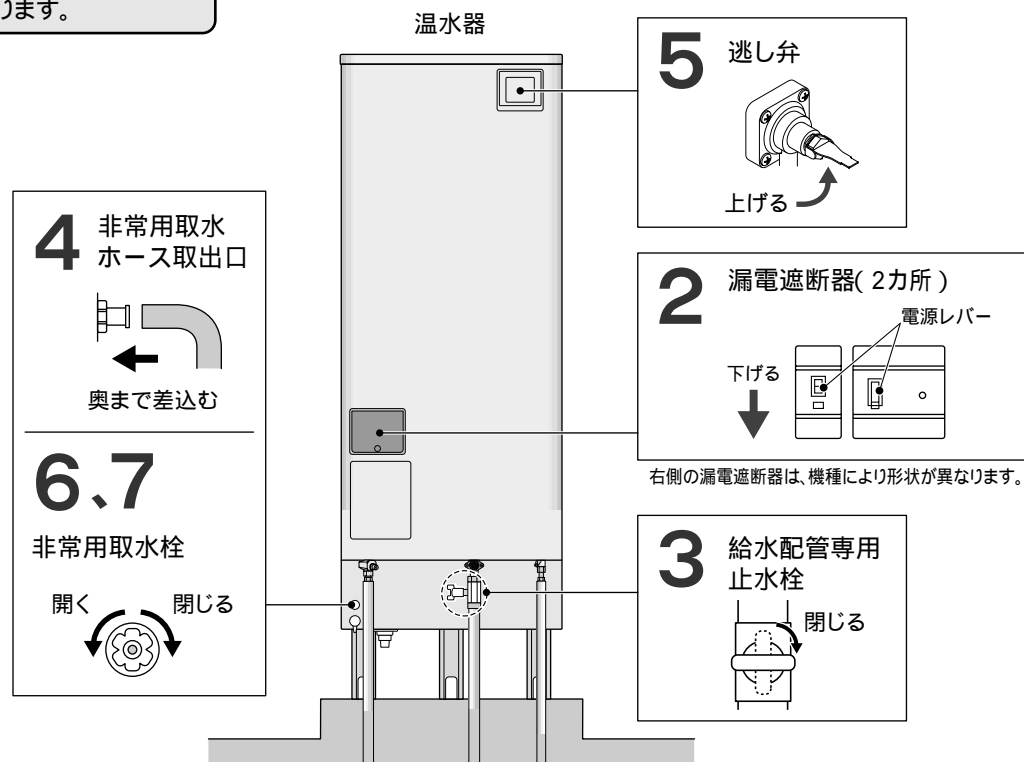 ります。
温水器
5 逃し弁
上げる
4 非常用取水
ホース取出口
奥まで差込む
6、7
非常用取水栓
開く 閉じる
2 漏電遮断器(2カ所)
電源レバー
下げる
右側の漏電遮断器は、機種により形状が異なります。
3 給水配管専用
止水栓
閉じる